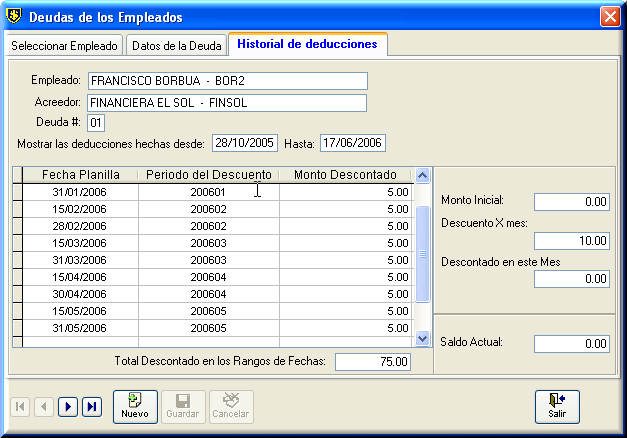 Deudas de los Empleados
Seleccionar Empleado Datos de la Deuda Historial de deducciones
Empleado: FRANCISCO BORBUA - BOR2
Acreedor: FINANCIERA EL SOL - FINSOL
Deuda #: 01
Mostrar las deducciones hechas desde: 28/10/2005 Hasta: 17/06/2006
Fecha Planilla Periodo del Descuento Monto Descontado
31/01/2006 200601 5.00
15/02/2006 200602 5.00
28/02/2006 200602 5.00
15/03/2006 200603 5.00
31/03/2006 200603 5.00
15/04/2006 200604 5.00
30/04/2006 200604 5.00
15/05/2006 200605 5.00
31/05/2006 200605 5.00
Total Descontado en los Rangos de Fechas: 75.00
Monto Inicial: 0.00
Descuento X mes:
10.00
Descontado en este Mes
0.00
Saldo Actual: 0.00
Nuevo Guardar Cancelar Salir